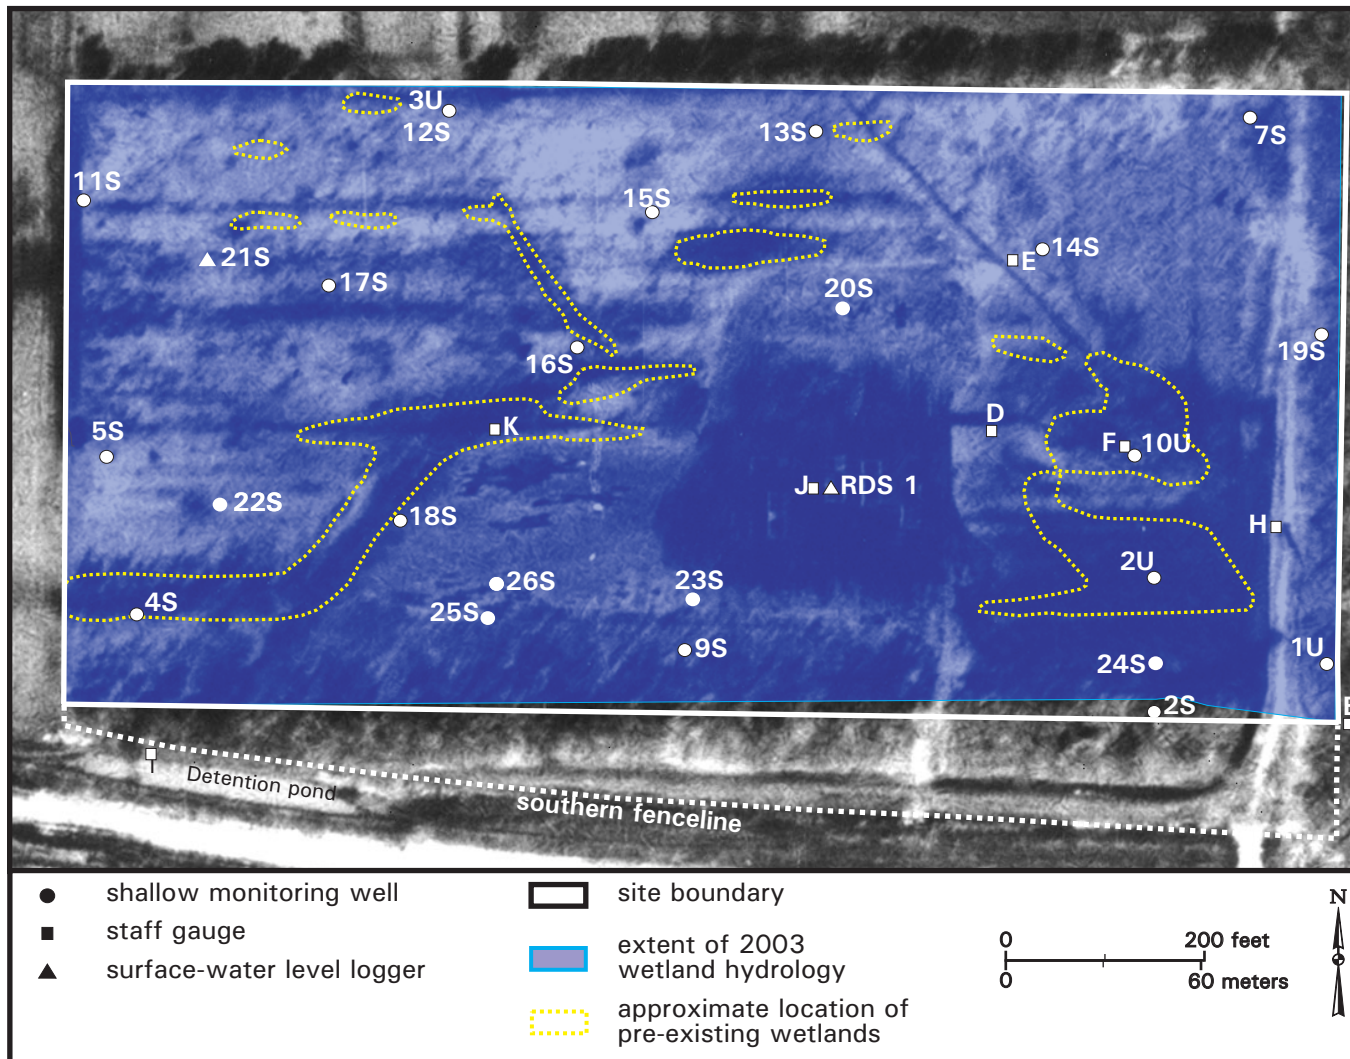 3U
12S
13S
7S
11S
15S
14S
E
21S
17S
20S
19S
16S
D
K
5S
F
10U
J
RDS 1
22S
18S
H
2U
26S
23S
4S
25S
9S
24S
1U
2S
I
Detention pond
southern fenceline
shallow monitoring well
staff gauge
surface-water level logger
site boundary
extent of 2003
wetland hydrology
approximate location of
pre-existing wetlands
0 200 feet
0 60 meters
N